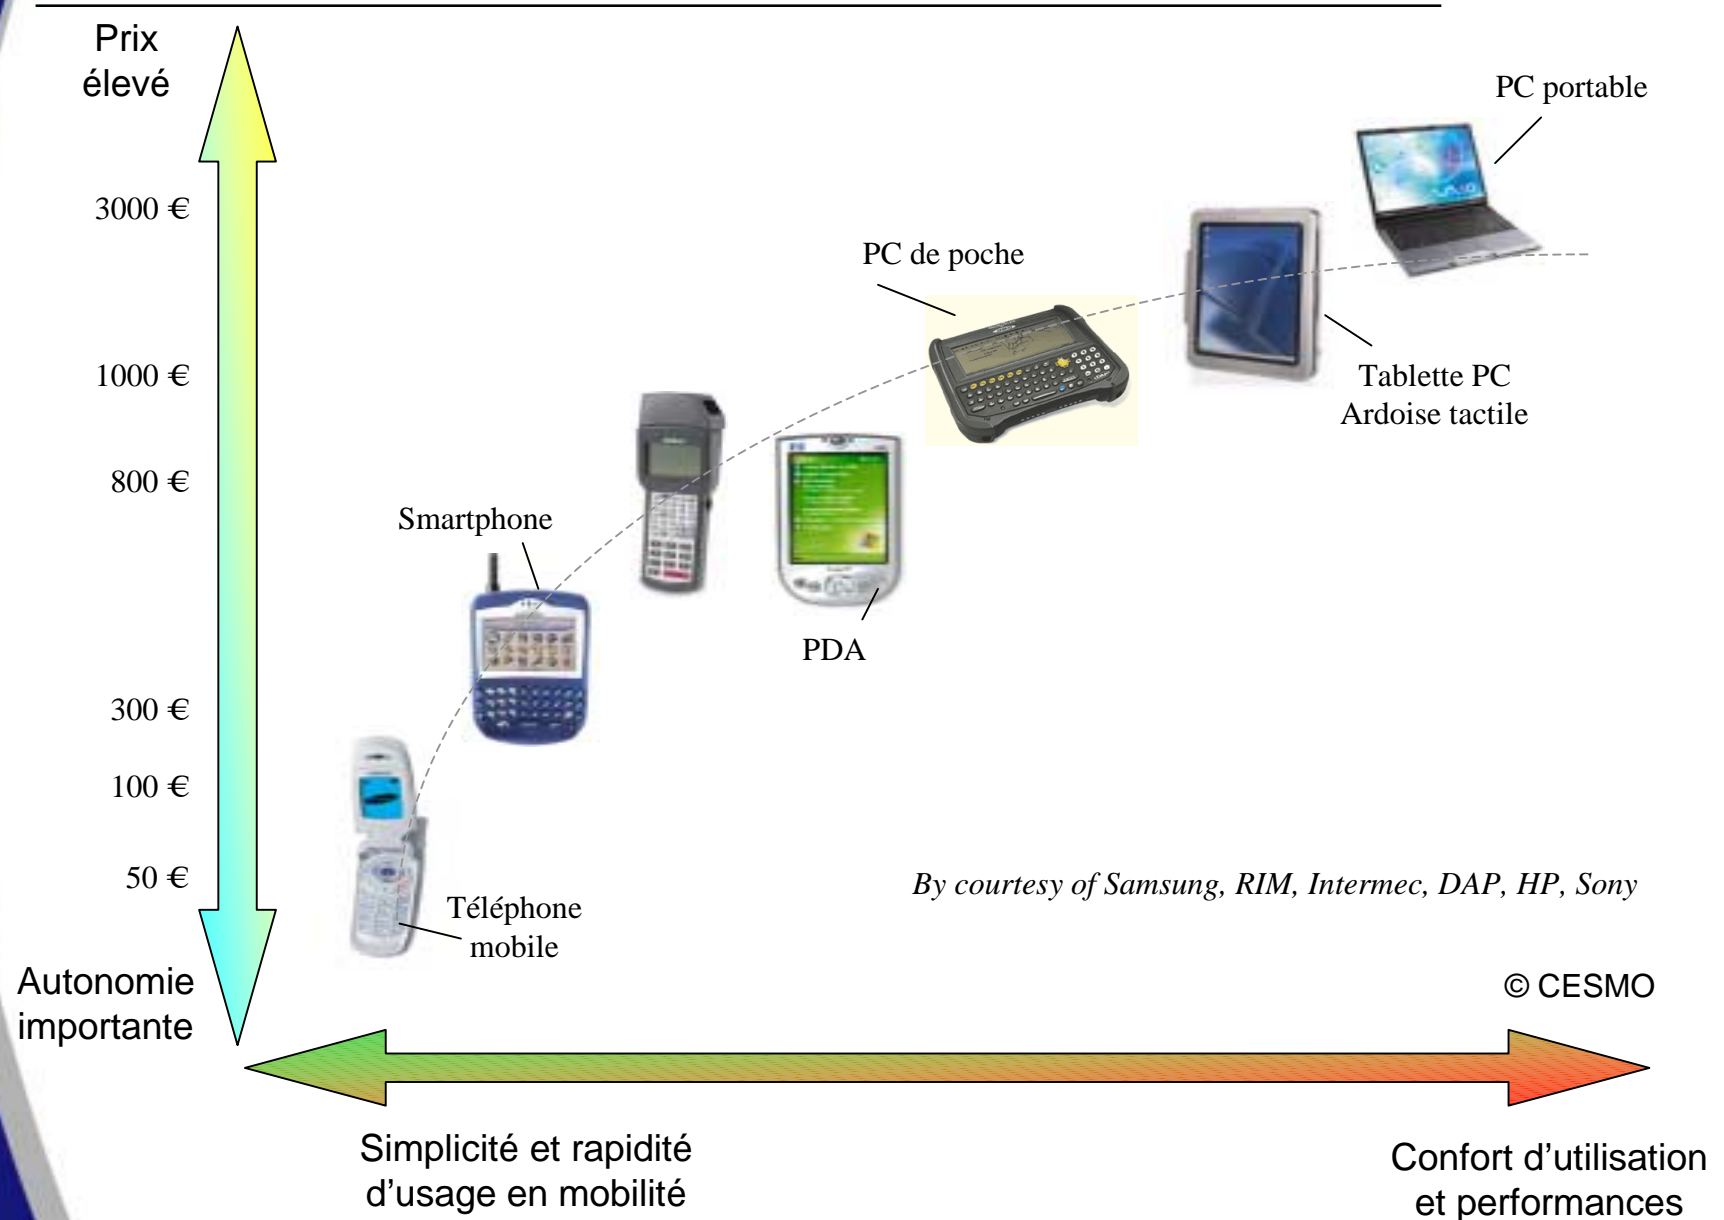 Prix
élevé
PC portable
3000 €
PC de poche
1000 €
Tablette PC
Ardoise tactile
800 €
Smartphone
PDA
300 €
100 €
50 €
By courtesy of Samsung, RIM, Intermec, DAP, HP, Sony
Téléphone
mobile
Autonomie
importante
© CESMO
Simplicité et rapidité
d’usage en mobilité
Confort d’utilisation
et performances